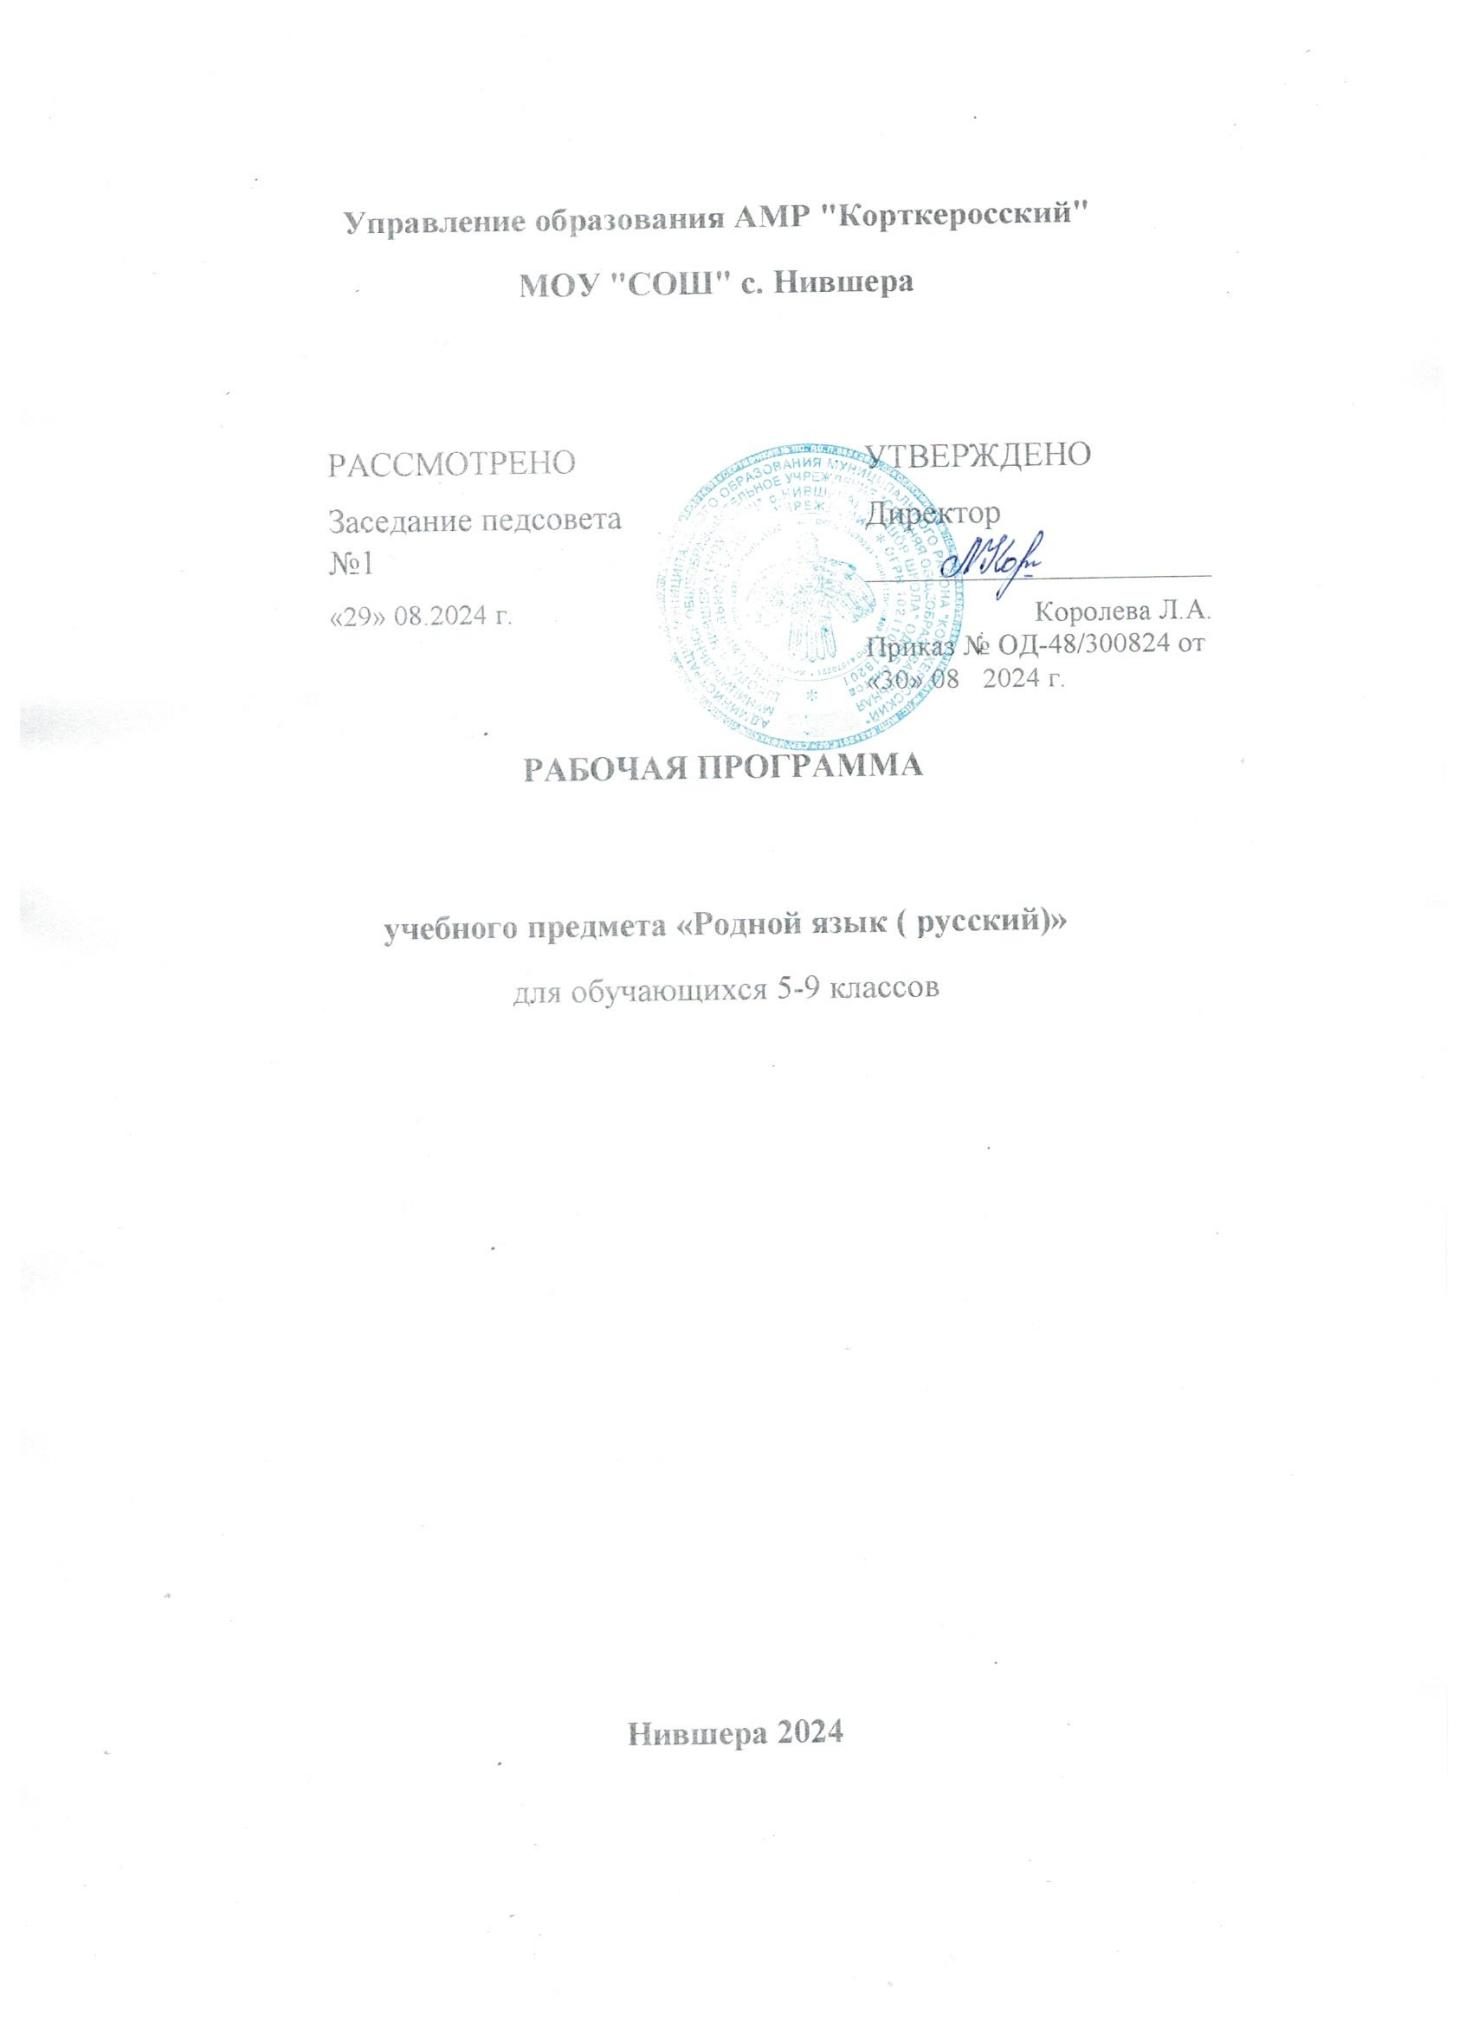 Управление образования АМР "Корткеросский"
МОУ "СОШ" с. Нившера
РАССМОТРЕНО
Заседание педсовета
№1
«29» 08.2024 г.
УТВЕРЖДЕНО
Директор
Королева Л.А.
Приказ № ОД-48/300824 от
«30» 08 2024 г.
РАБОЧАЯ ПРОГРАММА
учебного предмета «Родной язык ( русский)»
для обучающихся 5-9 классов
Нившера 2024